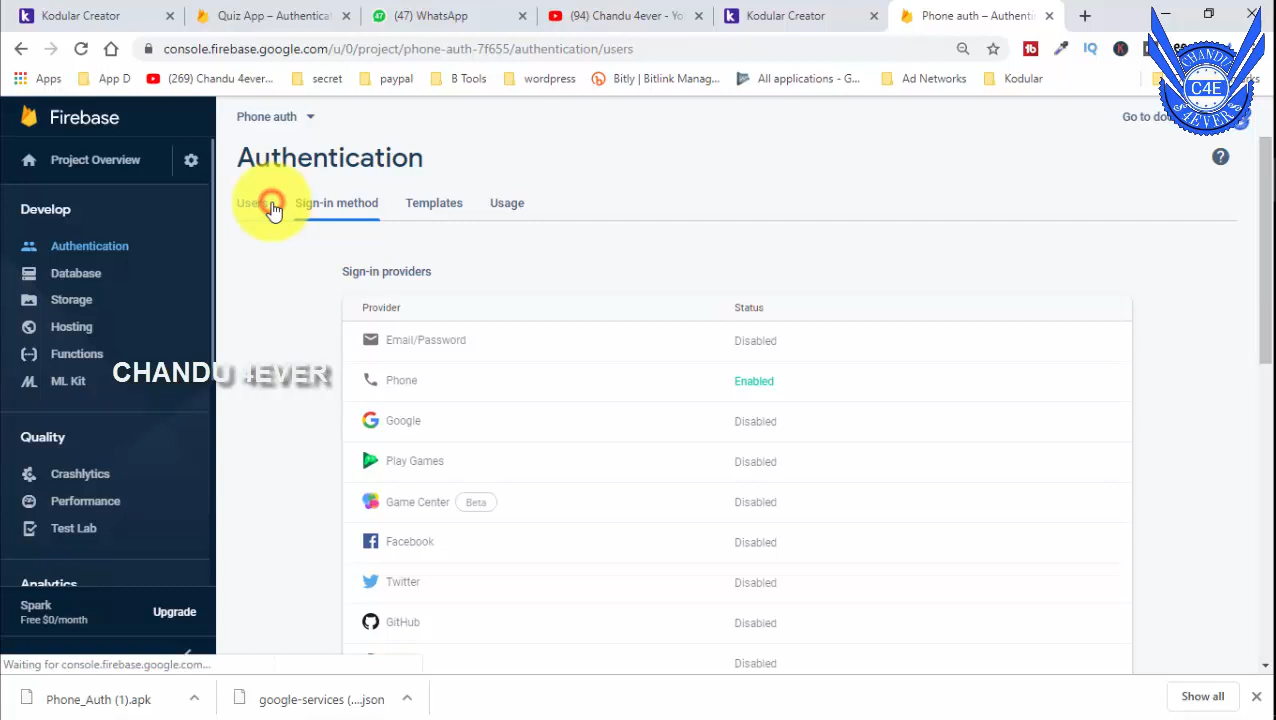 Kodular Creator
Quiz App – Authenticat
(47) WhatsApp
(94) Chandu 4ever - Yo
Kodular Creator
Phone auth – Authenti
console.firebase.google.com/u/0/project/phone-auth-7f655/authentication/users
Apps
App D
(269) Chandu 4ever...
secret
paypal
B Tools
wordpress
Bitly | Bitlink Manag...
All applications - G...
Ad Networks
Kodular
CHANDU
C4E
4EVER
Firebase
Phone auth
Go to do
Project Overview
Authentication
Users
Sign-in method
Templates
Usage
Develop
Authentication
Database
Storage
Hosting
Functions
ML Kit
CHANDU 4EVER
Quality
Crashlytics
Performance
Test Lab
Analytics
Spark
Free $0/month
Upgrade
Sign-in providers
Provider
Status
Email/Password
Disabled
Phone
Enabled
Google
Disabled
Play Games
Disabled
Game Center
Beta
Disabled
Facebook
Disabled
Twitter
Disabled
GitHub
Disabled
Disabled
Waiting for console.firebase.google.com...
Phone_Auth (1).apk
google-services (....json
Show all